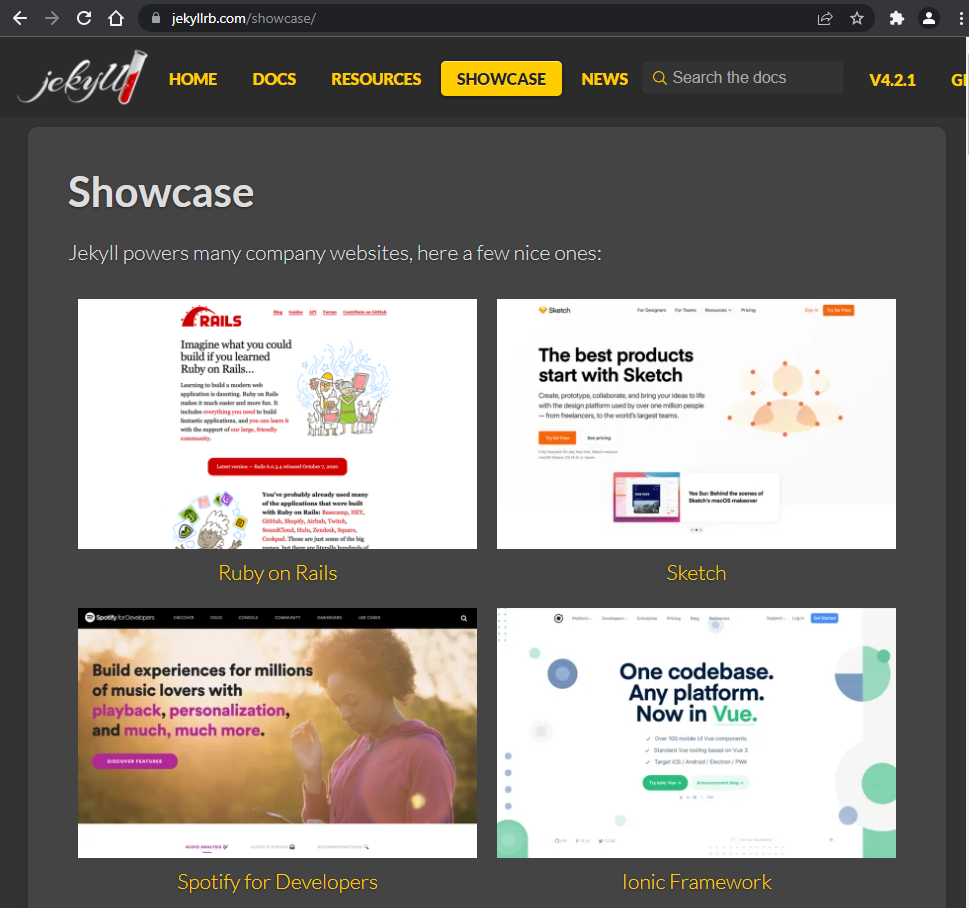 jekyllrb.com/showcase/
jekyll
HOME
DOCS
RESOURCES
SHOWCASE
NEWS
Search the docs
V4.2.1
Showcase
Jekyll powers many company websites, here a few nice ones:
RAILS
Blog Guides API Forum Contribute on GitHub
Imagine what you could
build if you learned
Ruby on Rails...
Learning to build a modern web
application is daunting. Ruby on Rails
makes it much easier and more fun. It
includes everything you need to build
fantastic applications, and you can learn it
with the support of our large, friendly
community.
Latest version — Rails 6.0.3.4 released October 7, 2020
You've probably already used many
of the applications that were built
with Ruby on Rails: Basecamp, HEY,
GitHub, Shopify, Airbnb, Twitch,
SoundCloud, Hulu, Zendesk, Square,
Cookpad. Those are just some of the big
names, but there are literally hundreds of
Ruby on Rails
Sketch
For Designers For Teams Resources Pricing
Sign In Try for Free
The best products
start with Sketch
Create, prototype, collaborate, and bring your ideas to life
with the design platform used by over one million people
— from freelancers, to the world's largest teams.
Try for Free See pricing
Yes Sur: Behind the scenes of
Sketch's macOS makeover
Sketch
Spotify for Developers
DISCOVER DOCS CONSOLE COMMUNITY DASHBOARD USE CASES
Build experiences for millions
of music lovers with
playback, personalization,
and much, much more.
DISCOVER FEATURES
AUDIO ANALYSIS AUDIO PLAYBACK RECOMMENDATIONS
Spotify for Developers
Platform Developers Enterprise Pricing Blog Resources Support Log in Get Started
One codebase.
Any platform.
Now in Vue.
Over 100 mobile UI Vue components
Standard Vue tooling based on Vue 3
Target iOS / Android / Electron / PWA
Try Ionic Vue Announcement blog
Ionic Framework